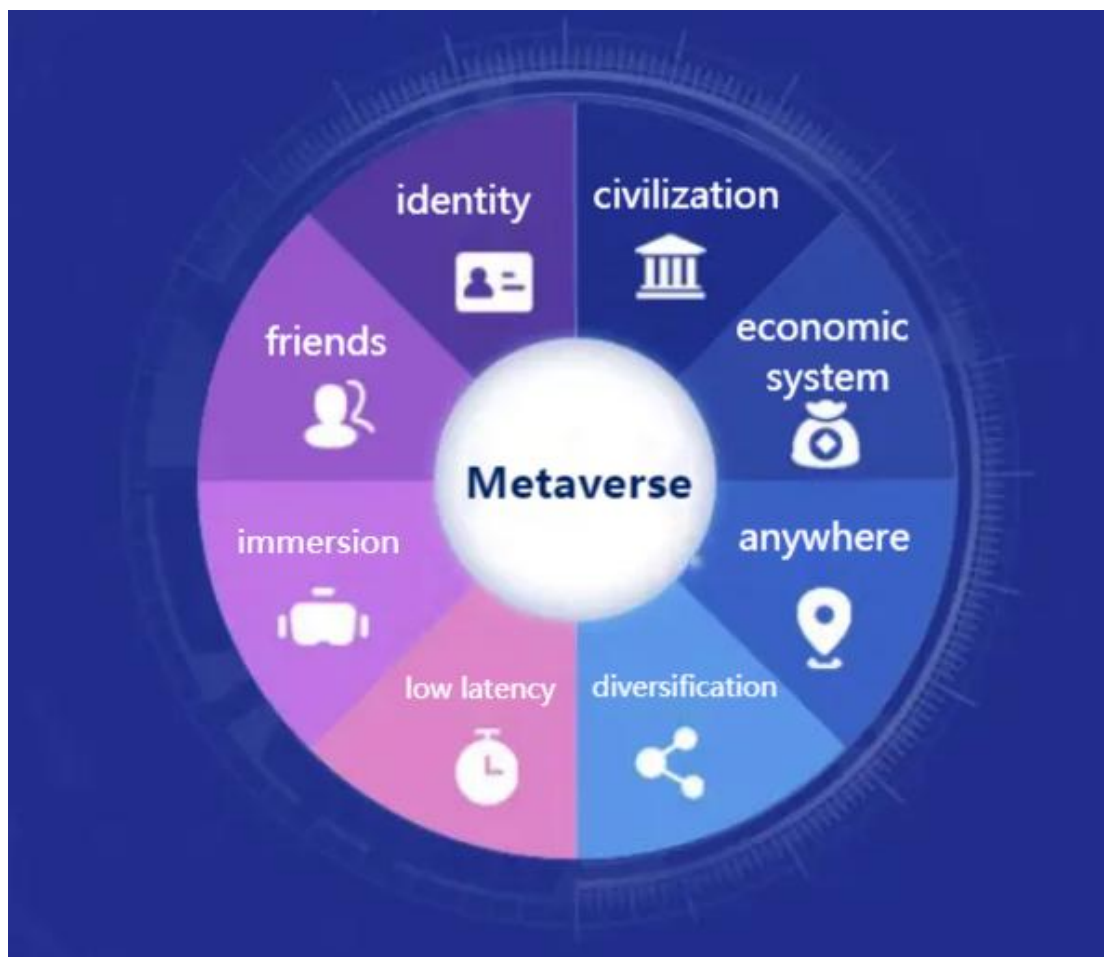 identity
civilization
friends
economic
system
Metaverse
immersion
anywhere
low latency
diversification